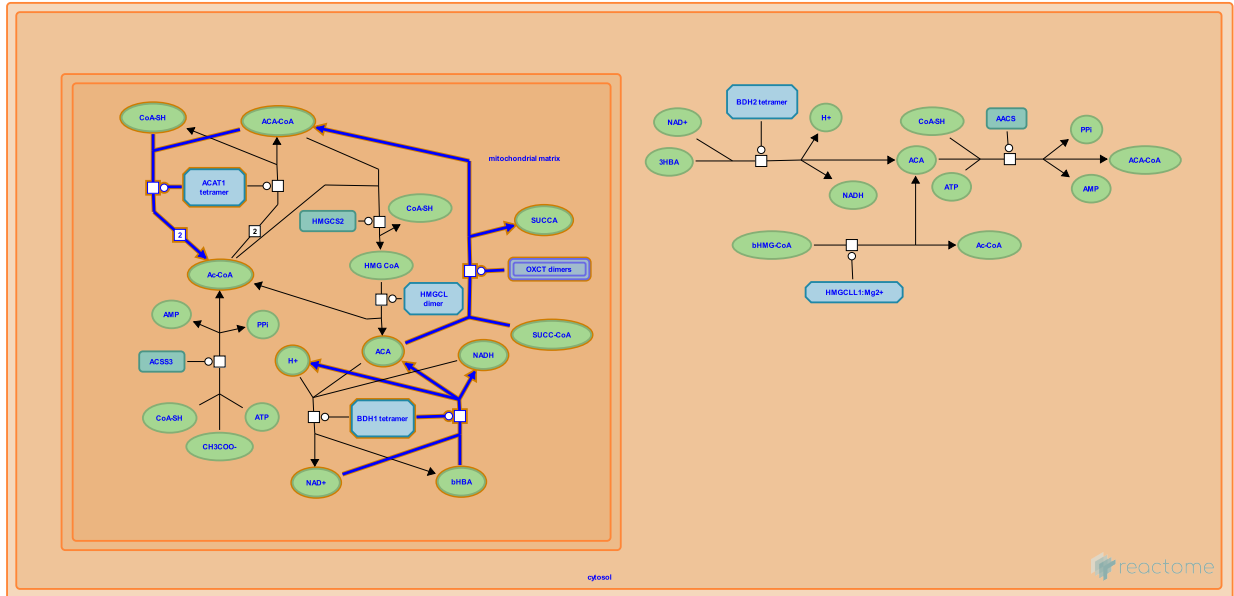 CoA-SH
ACA-CoA
ACAT1
tetramer
2
2
HMGCS2
CoA-SH
mitochondrial matrix
SUCCA
Ac-CoA
HMG CoA
OXCT dimers
HMGCL
dimer
AMP
PPi
SUCC-CoA
ACSS3
H+
ACA
NADH
CoA-SH
ATP
BDH1 tetramer
CH3COO-
NAD+
bHBA
BDH2 tetramer
NAD+
H+
3HBA
NADH
ACA
CoA-SH
AACS
PPi
ATP
ACA-CoA
AMP
bHMG-CoA
Ac-CoA
HMGCLL1:Mg2+
cytosol
reactome